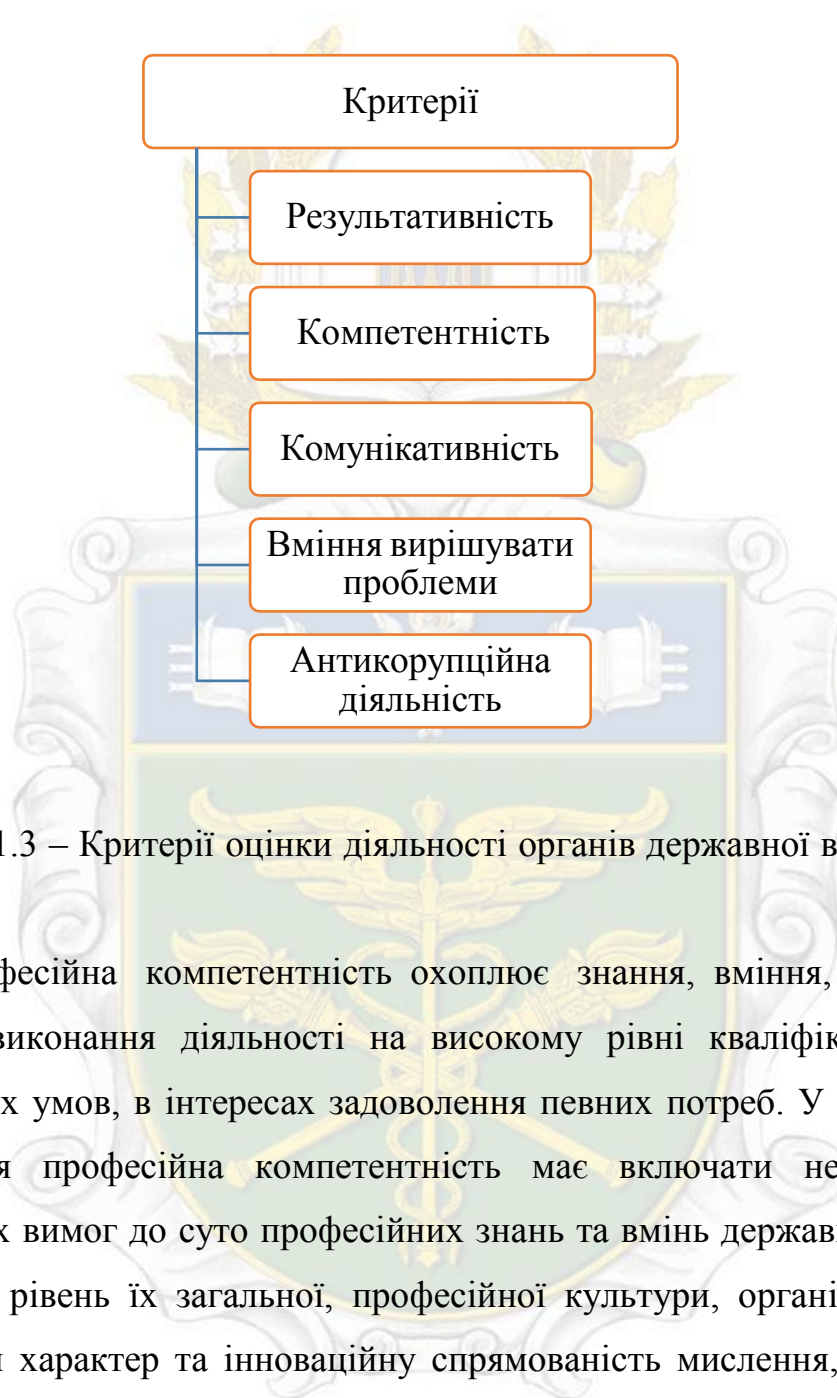 Критерії
Результативність
Компетентність
Комунікативність
Вміння вирішувати
проблеми
Антикорупційна
діяльність
1.3 – Критерії оцінки діяльності органів державної в
фесійна компетентність охоплює знання, вміння,
виконання діяльності на високому рівні кваліфік
х умов, в інтересах задоволення певних потреб. У
я професійна компетентність має включати не
х вимог до суто професійних знань та вмінь держав
рівень їх загальної, професійної культури, органі
характер та інноваційну спрямованість мислення,